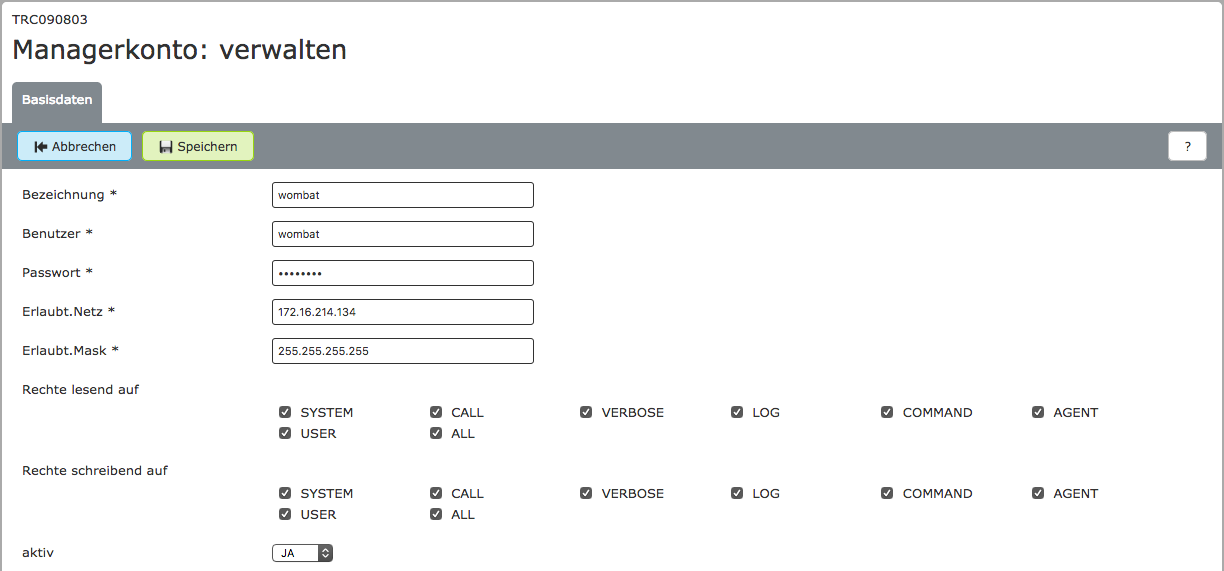 TRC090803
Managerkonto: verwalten
Basisdaten
Abbrechen Speichern ?
Bezeichnung * wombat
Benutzer * wombat
Passwort * ••••••••
Erlaubt.Netz * 172.16.214.134
Erlaubt.Mask * 255.255.255.255
Rechte lesend auf
SYSTEM CALL VERBOSE LOG COMMAND AGENT
USER ALL
Rechte schreibend auf
SYSTEM CALL VERBOSE LOG COMMAND AGENT
USER ALL
aktiv JA